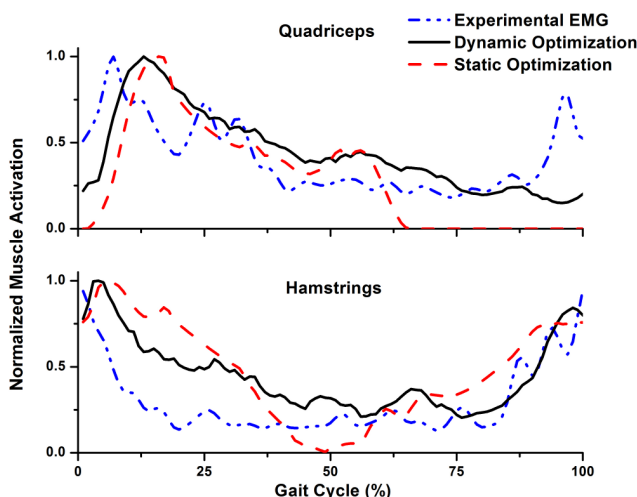 Quadriceps
Experimental EMG
Dynamic Optimization
Static Optimization
Normalized Muscle Activation
1.0
0.5
0.0
Hamstrings
1.0
0.5
0.0
0 25 50 75 100
Gait Cycle (%)